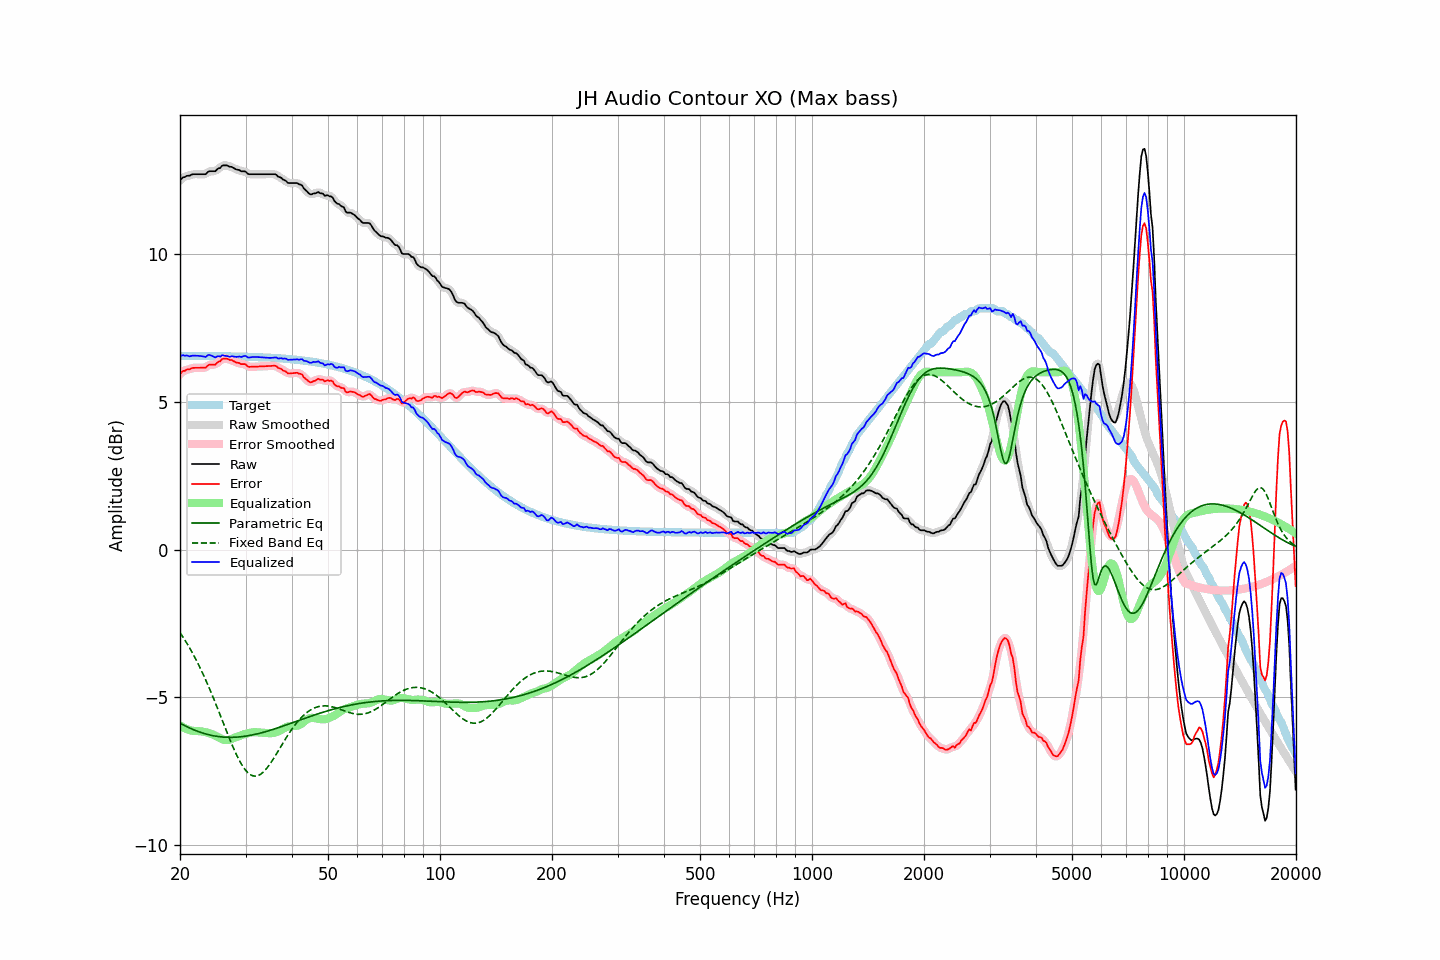 JH Audio Contour XO (Max bass)
Amplitude (dBr)
10
5
0
−5
−10
Target
Raw Smoothed
Error Smoothed
Raw
Error
Equalization
Parametric Eq
Fixed Band Eq
Equalized
20 50 100 200 500 1000 2000 5000 10000 20000
Frequency (Hz)